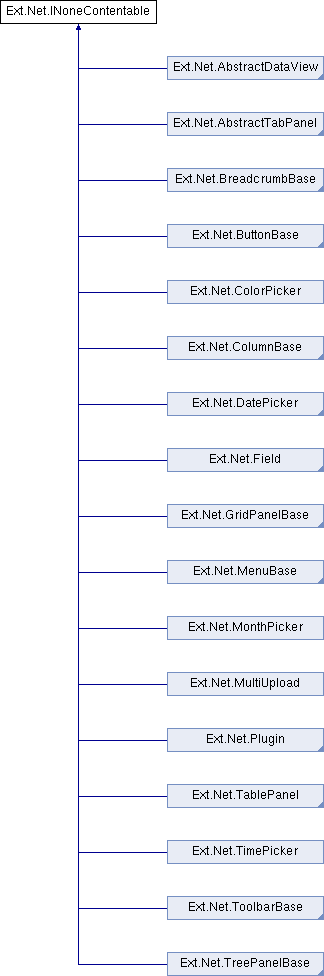 Ext.Net.INoneContentable
Ext.Net.AbstractDataView
Ext.Net.AbstractTabPanel
Ext.Net.BreadcrumbBase
Ext.Net.ButtonBase
Ext.Net.ColorPicker
Ext.Net.ColumnBase
Ext.Net.DatePicker
Ext.Net.Field
Ext.Net.GridPanelBase
Ext.Net.MenuBase
Ext.Net.MonthPicker
Ext.Net.MultiUpload
Ext.Net.Plugin
Ext.Net.TablePanel
Ext.Net.TimePicker
Ext.Net.ToolbarBase
Ext.Net.TreePanelBase